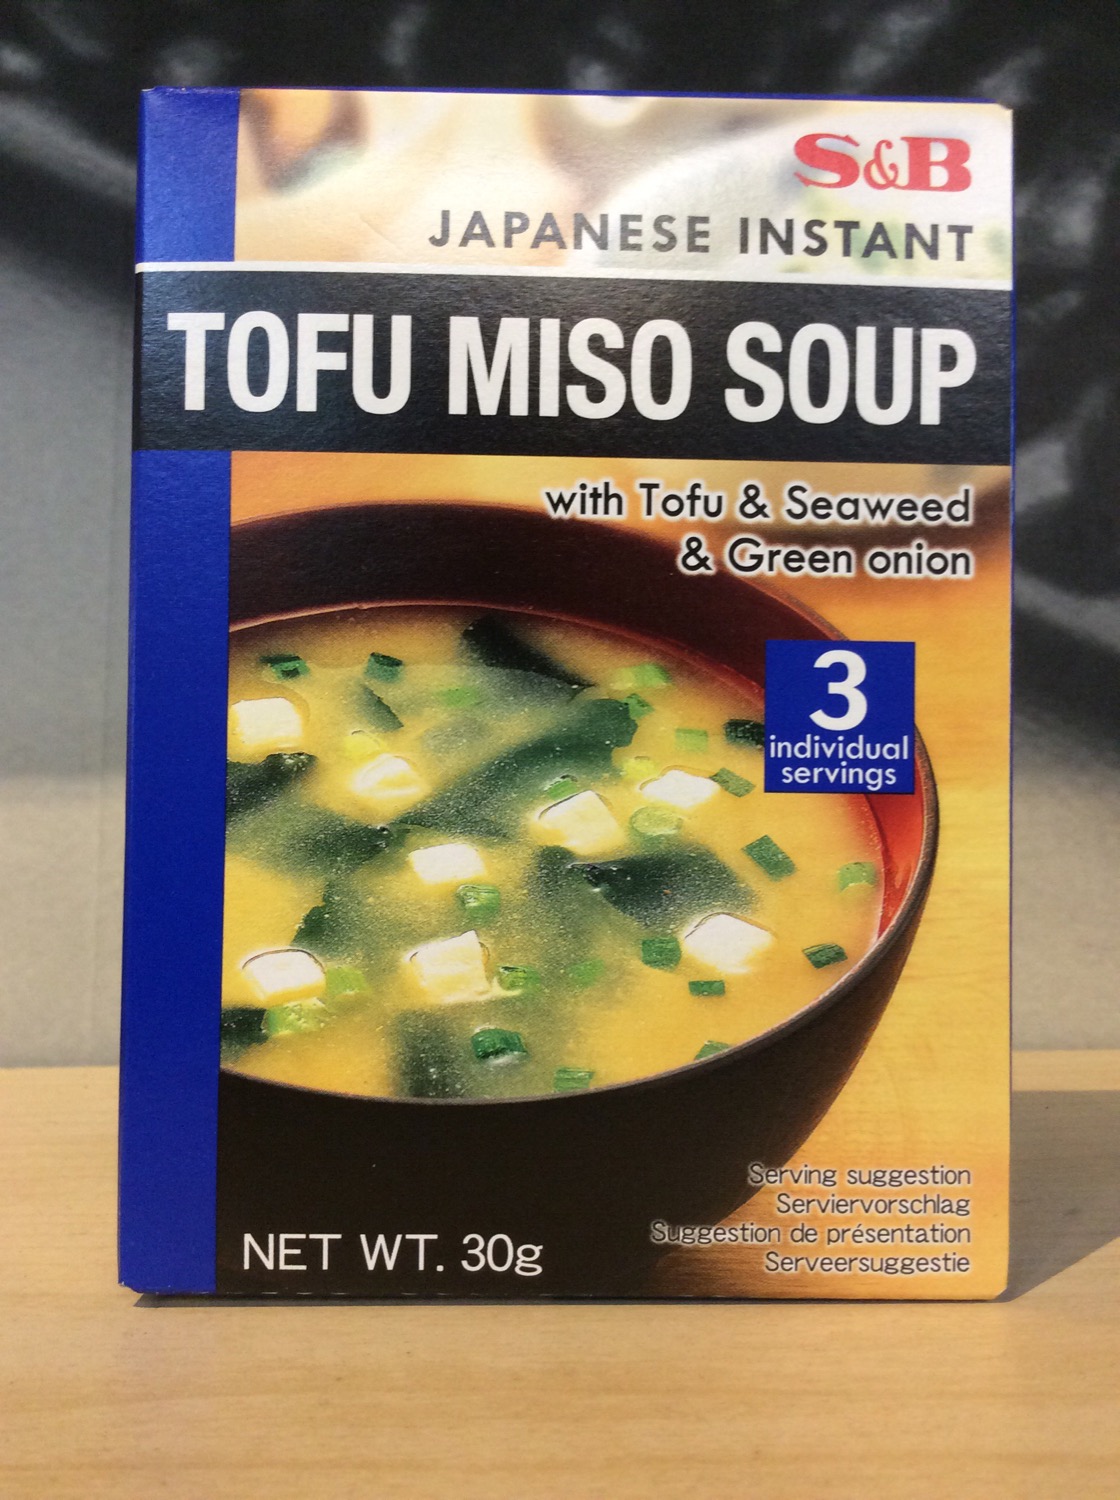 S&B
JAPANESE INSTANT
TOFU MISO SOUP
with Tofu & Seaweed
& Green onion
3
individual
servings
Serving suggestion
Serviervorschlag
Suggestion de présentation
Serveersuggestie
NET WT. 30g